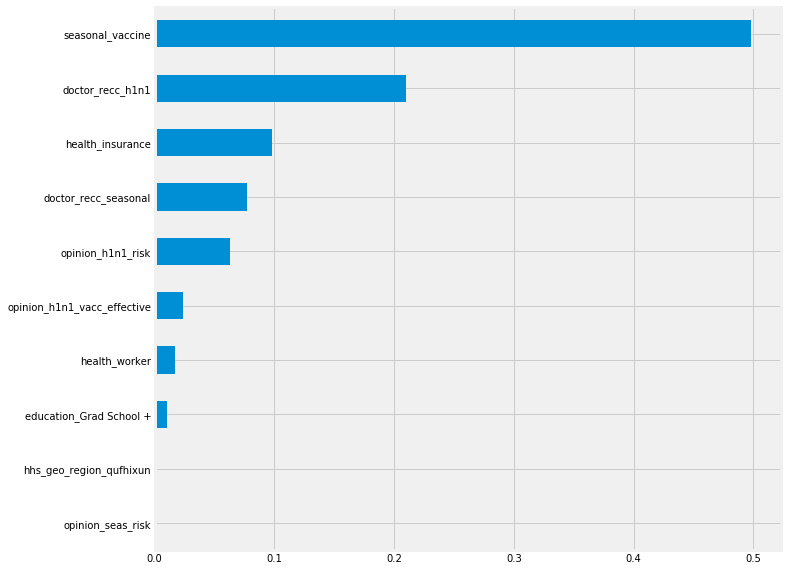 seasonal_vaccine
doctor_recc_h1n1
health_insurance
doctor_recc_seasonal
opinion_h1n1_risk
opinion_h1n1_vacc_effective
health_worker
education_Grad School +
hhs_geo_region_qufhixun
opinion_seas_risk
0.0 0.1 0.2 0.3 0.4 0.5